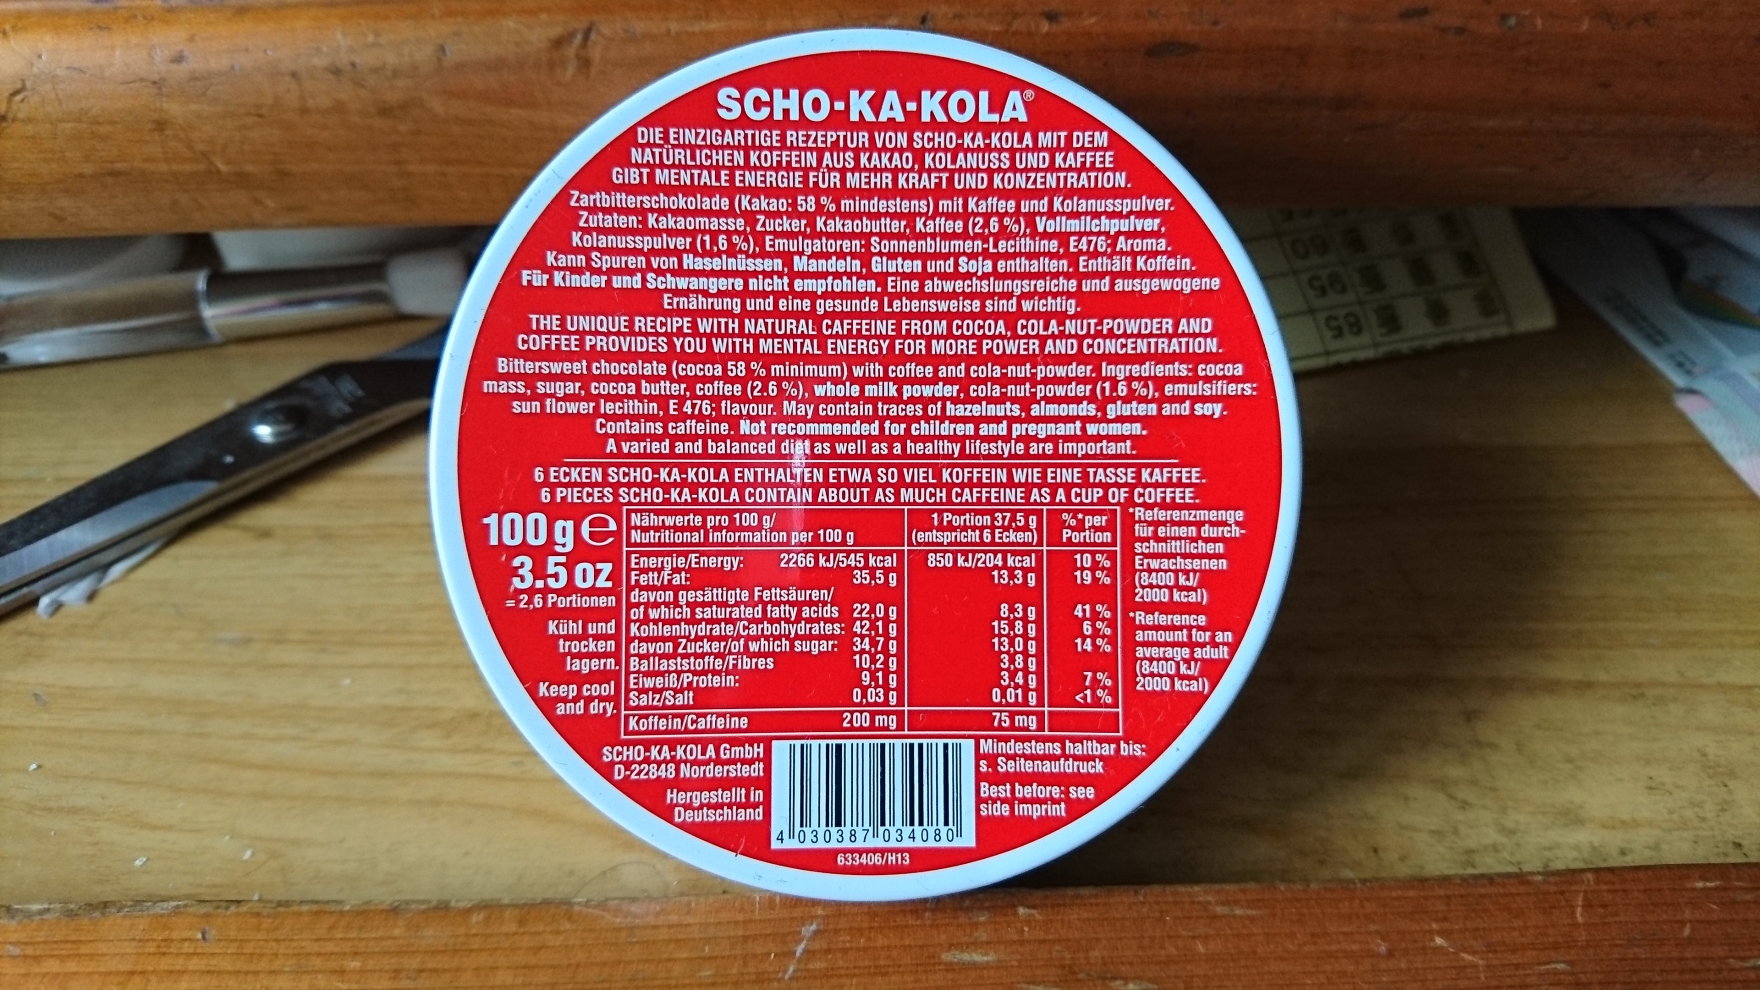 SCHO-KA-KOLA®
DIE EINZIGARTIGE REZEPTUR VON SCHO-KA-KOLA MIT DEM
NATÜRLICHEN KOFFEIN AUS KAKAO, KOLANUSS UND KAFFEE
GIBT MENTALE ENERGIE FÜR MEHR KRAFT UND KONZENTRATION.
Zartbitterschokolade (Kakao: 58 % mindestens) mit Kaffee und Kolanusspulver.
Zutaten: Kakaomasse, Zucker, Kakaobutter, Kaffee (2,6 %), Vollmilchpulver,
Kolanusspulver (1,6 %), Emulgatoren: Sonnenblumen-Lecithine, E476; Aroma.
Kann Spuren von Haselnüssen, Mandeln, Gluten und Soja enthalten. Enthält Koffein.
Für Kinder und Schwangere nicht empfohlen. Eine abwechslungsreiche und ausgewogene
Ernährung und eine gesunde Lebensweise sind wichtig.
THE UNIQUE RECIPE WITH NATURAL CAFFEINE FROM COCOA, COLA-NUT-POWDER AND
COFFEE PROVIDES YOU WITH MENTAL ENERGY FOR MORE POWER AND CONCENTRATION.
Bittersweet chocolate (cocoa 58 % minimum) with coffee and cola-nut-powder. Ingredients: cocoa
mass, sugar, cocoa butter, coffee (2.6 %), whole milk powder, cola-nut-powder (1.6 %), emulsifiers:
sun flower lecithin, E 476; flavour. May contain traces of hazelnuts, almonds, gluten and soy.
Contains caffeine. Not recommended for children and pregnant women.
A varied and balanced diet as well as a healthy lifestyle are important.
6 ECKEN SCHO-KA-KOLA ENTHALTEN ETWA SO VIEL KOFFEIN WIE EINE TASSE KAFFEE.
6 PIECES SCHO-KA-KOLA CONTAIN ABOUT AS MUCH CAFFEINE AS A CUP OF COFFEE.
100 g e
3.5 oz
= 2,6 Portionen
Kühl und
trocken
lagern.
Keep cool
and dry.
Nährwerte pro 100 g/ 1 Portion 37,5 g %*per
Nutritional information per 100 g (entspricht 6 Ecken) Portion
Energie/Energy: 2266 kJ/545 kcal 850 kJ/204 kcal 10 %
Fett/Fat: 35,5 g 13,3 g 19 %
davon gesättigte Fettsäuren/
of which saturated fatty acids 22,0 g 8,3 g 41 %
Kohlenhydrate/Carbohydrates: 42,1 g 15,8 g 6 %
davon Zucker/of which sugar: 34,7 g 13,0 g 14 %
Ballaststoffe/Fibres 10,2 g 3,8 g
Eiweiß/Protein: 9,1 g 3,4 g 7 %
Salz/Salt 0,03 g 0,01 g <1 %
Koffein/Caffeine 200 mg 75 mg
*Referenzmenge
für einen durch-
schnittlichen
Erwachsenen
(8400 kJ/
2000 kcal)
*Reference
amount for an
average adult
(8400 kJ/
2000 kcal)
SCHO-KA-KOLA GmbH
D-22848 Norderstedt
Hergestellt in
Deutschland
4 030387 034080
633406/H13
Mindestens haltbar bis:
s. Seitenaufdruck
Best before: see
side imprint
90
95
85